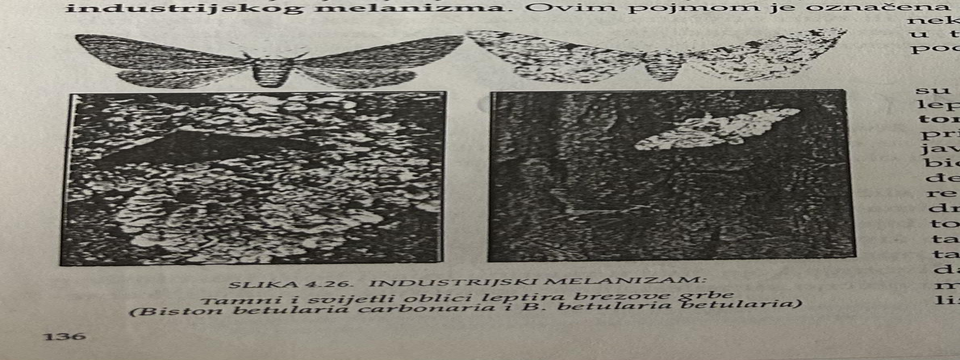 industrijskog melanizma. Ovim pojmom je označena
nek
u t
poc
su
lep
tor
pri
jav
bio
de
re
dr
to
ta
ta
da
m
lis
SLIKA 4.26. INDUSTRIJSKI MELANIZAM:
Tamni i svijetli oblici leptira brezove grbe
(Biston betularia carbonaria i B. betularia betularia)
136